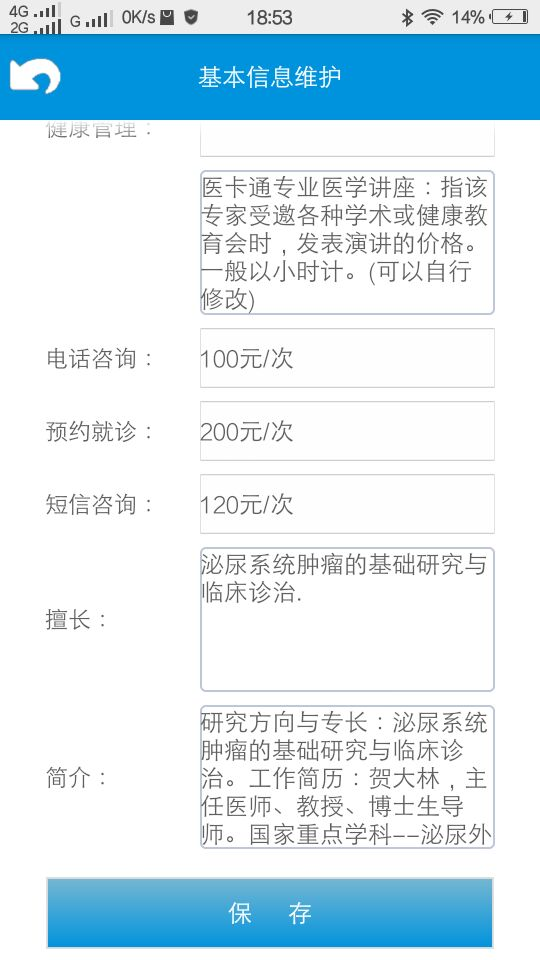 4G
2G
G
0K/s
18:53
14%
基本信息维护
健康管理：
医卡通专业医学讲座：指该
专家受邀各种学术或健康教
育会时，发表演讲的价格。
一般以小时计。(可以自行
修改)
电话咨询：
100元/次
预约就诊：
200元/次
短信咨询：
120元/次
擅长：
泌尿系统肿瘤的基础研究与
临床诊治.
简介：
研究方向与专长：泌尿系统
肿瘤的基础研究与临床诊
治。工作简历：贺大林，主
任医师、教授、博士生导
师。国家重点学科--泌尿外
保 存